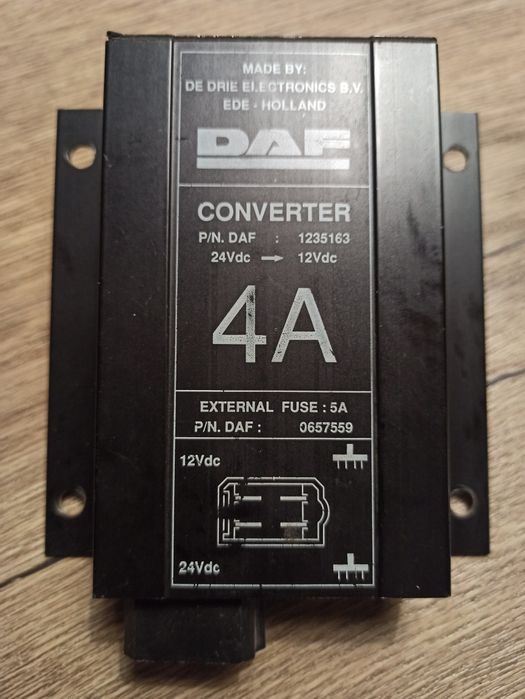 MADE BY:
DE DRIE ELECTRONICS B.V.
EDE - HOLLAND
DAF
CONVERTER
P/N. DAF : 1235163
24Vdc → 12Vdc
4A
EXTERNAL FUSE : 5A
P/N. DAF : 0657559
12Vdc
24Vdc